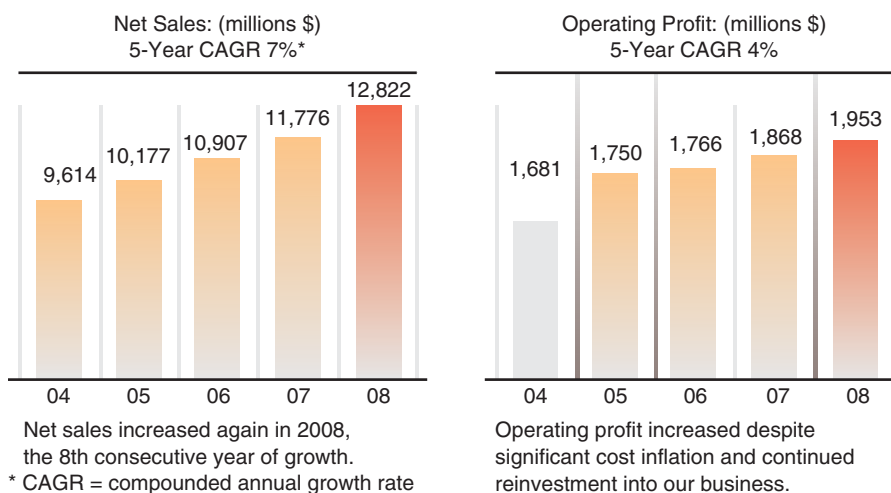 Net Sales: (millions $)
5-Year CAGR 7%*
9,614
10,177
10,907
11,776
12,822
04
05
06
07
08
Net sales increased again in 2008,
the 8th consecutive year of growth.
* CAGR = compounded annual growth rate
Operating Profit: (millions $)
5-Year CAGR 4%
1,681
1,750
1,766
1,868
1,953
04
05
06
07
08
Operating profit increased despite
significant cost inflation and continued
reinvestment into our business.